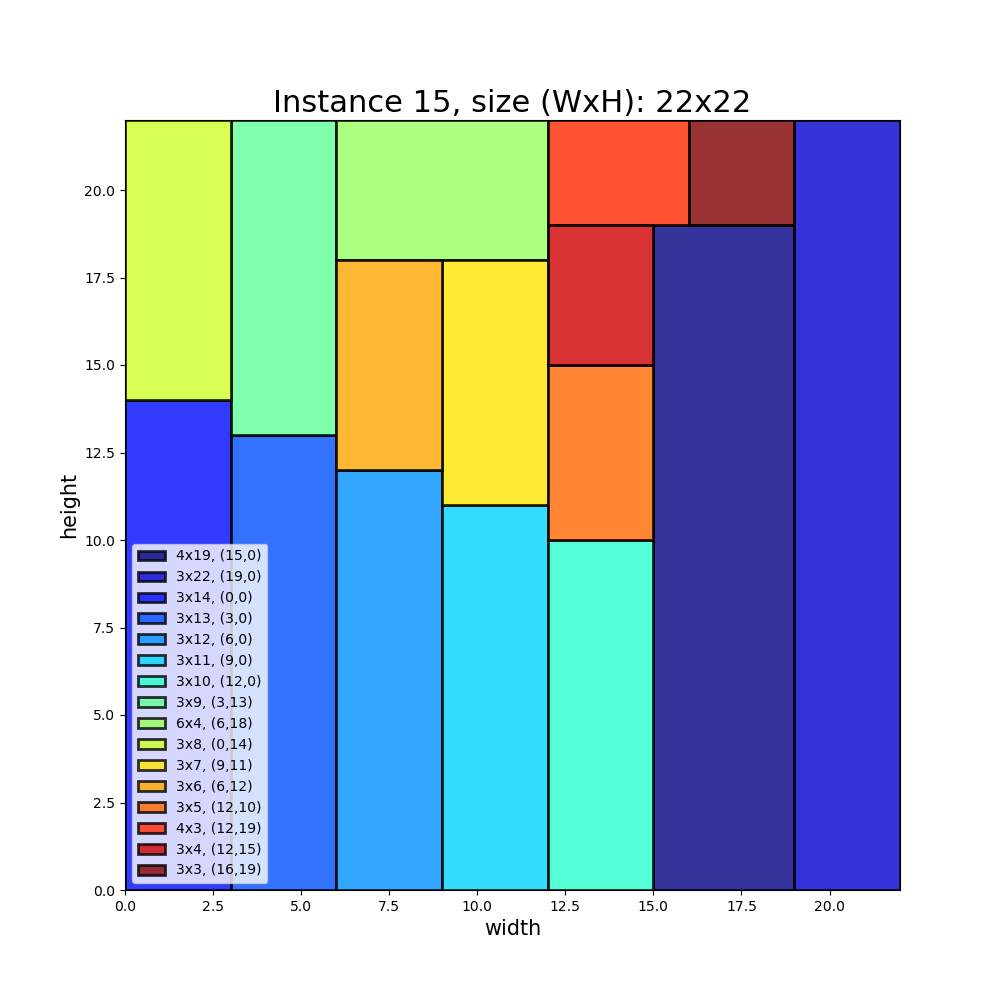 Instance 15, size (WxH): 22x22
height
20.0
17.5
15.0
12.5
10.0
7.5
5.0
2.5
0.0
4x19, (15,0)
3x22, (19,0)
3x14, (0,0)
3x13, (3,0)
3x12, (6,0)
3x11, (9,0)
3x10, (12,0)
3x9, (3,13)
6x4, (6,18)
3x8, (0,14)
3x7, (9,11)
3x6, (6,12)
3x5, (12,10)
4x3, (12,19)
3x4, (12,15)
3x3, (16,19)
0.0 2.5 5.0 7.5 10.0 12.5 15.0 17.5 20.0
width